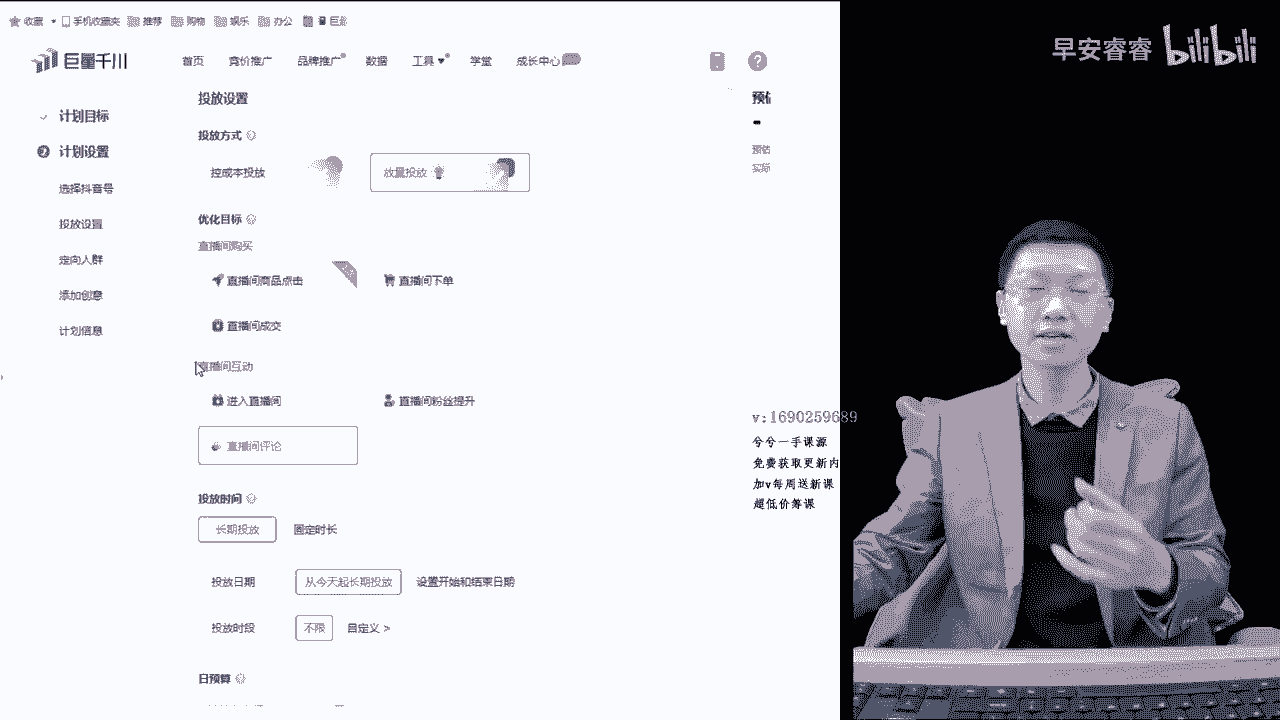 收藏 手机收藏夹 推荐 购物 娱乐 办公
巨量千川 首页 竞价推广 品牌推广 数据 工具 学堂 成长中心 ?
计划目标
计划设置
选择抖音号
投放设置
定向人群
添加创意
计划信息
投放设置
投放方式
控成本投放 放量投放
优化目标
直播间购买
直播间商品点击 直播间下单
直播间成交
直播间互动
进入直播间 直播间粉丝提升
直播间评论
投放时间
长期投放 固定时长
投放日期 从今天起长期投放 设置开始和结束日期
投放时段 不限 自定义 >
日预算
预估
-
预估
实际
早安睿睿 bilibili
v:1690259689
兮兮一手课源
免费获取更新内
加v每周送新课
超低价筹课